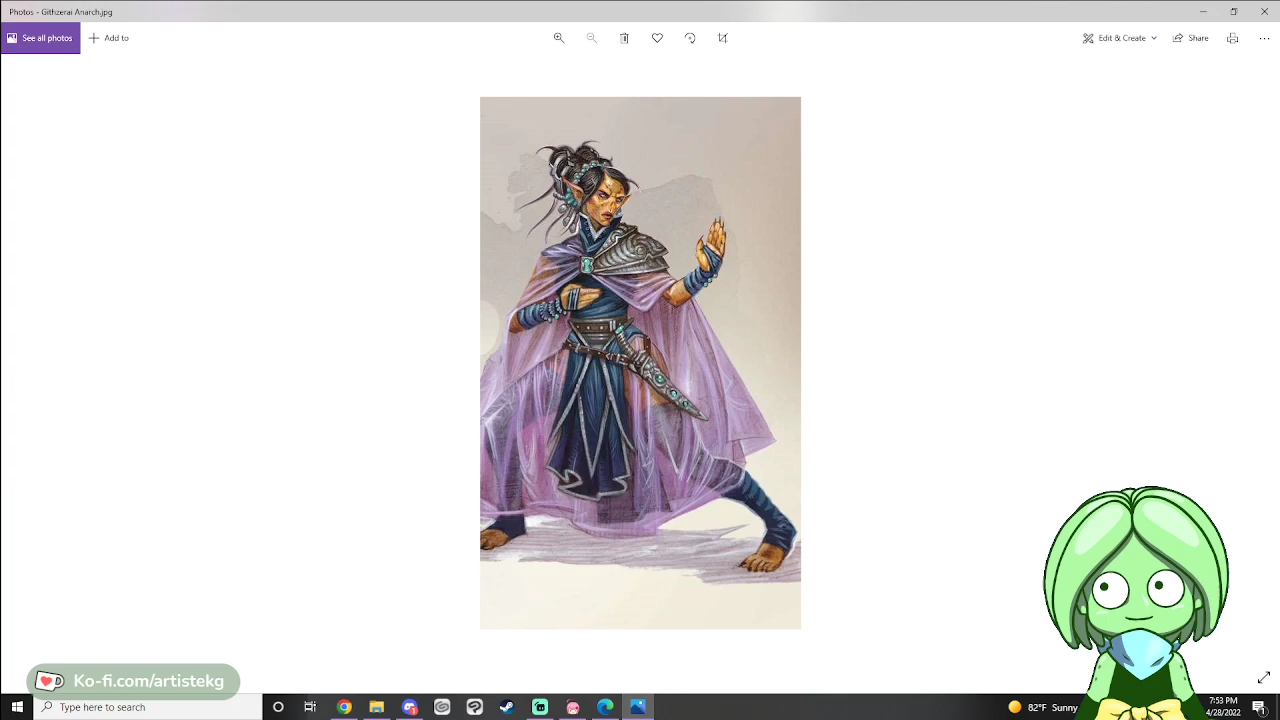 Photos - Githzerai Anarch.jpg
See all photos
Add to
Edit & Create
Share
Ko-fi.com/artistekg
Type here to search
82°F Sunny
7:53 PM
4/28/2022